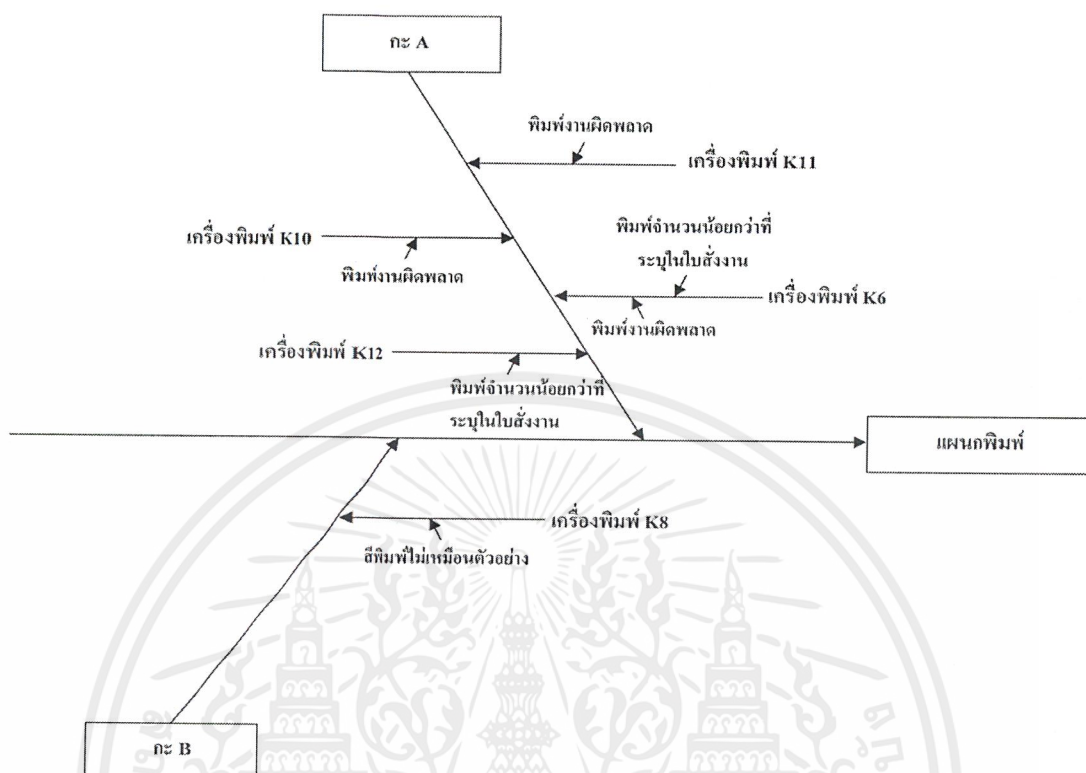 กะ A
พิมพ์งานผิดพลาด
เครื่องพิมพ์ K11
เครื่องพิมพ์ K10
พิมพ์งานผิดพลาด
พิมพ์จำนวนน้อยกว่าที่
ระบุในใบสั่งงาน
เครื่องพิมพ์ K6
พิมพ์งานผิดพลาด
เครื่องพิมพ์ K12
พิมพ์จำนวนน้อยกว่าที่
ระบุในใบสั่งงาน
แผนกพิมพ์
เครื่องพิมพ์ K8
สีพิมพ์ไม่เหมือนตัวอย่าง
กะ B